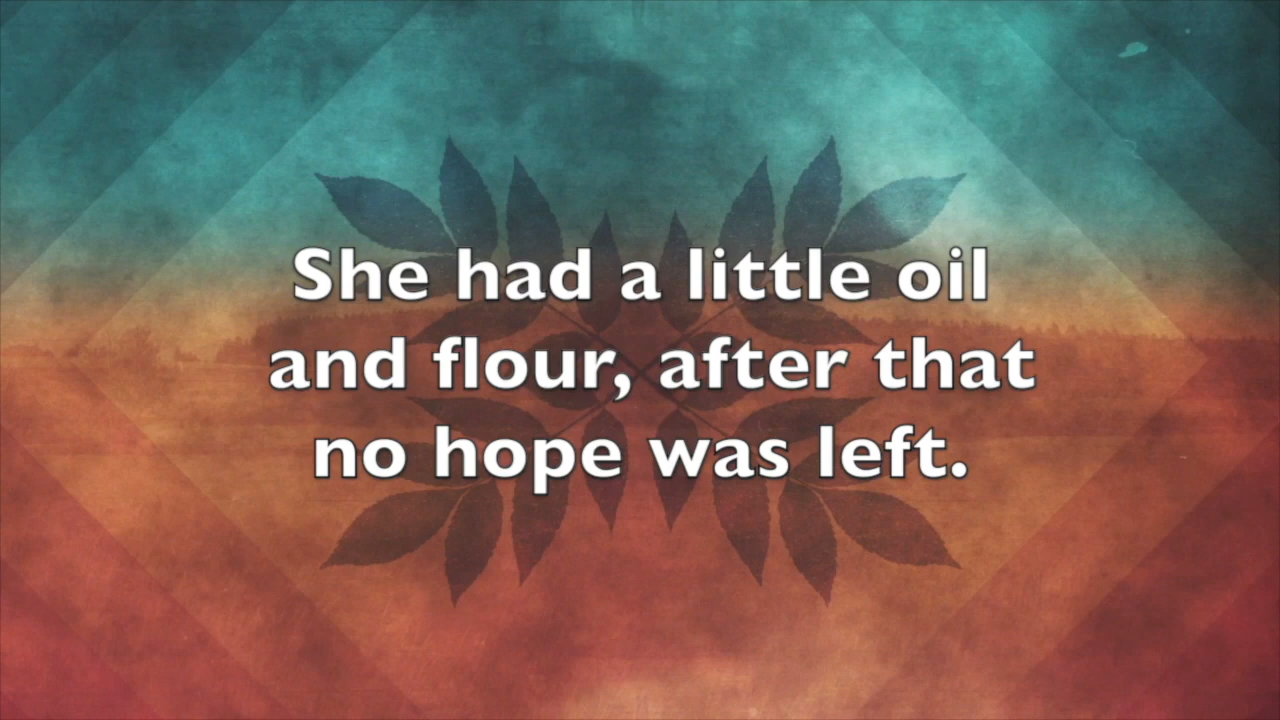 She had a little oil
and flour, after that
no hope was left.